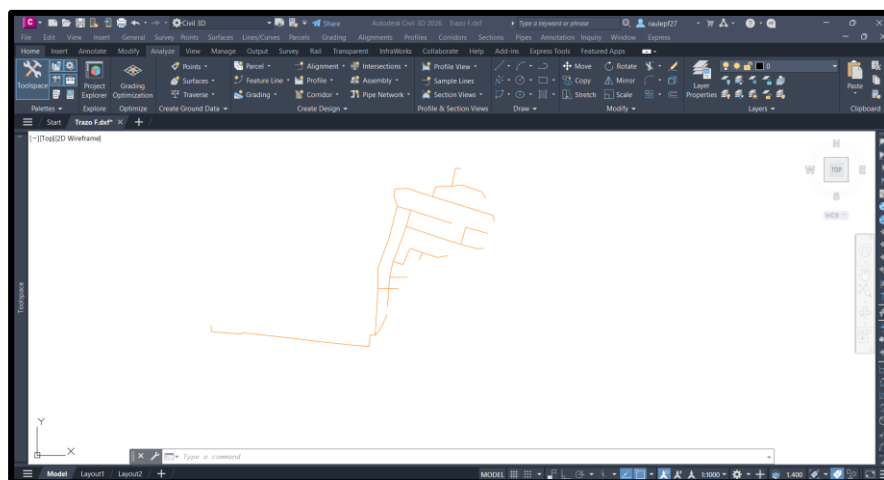 C Civil 3D Share Autodesk Civil 3D 2026 Trazo F.dxf Type a keyword or phrase raulepf27
File Edit View Insert General Survey Points Surfaces Lines/Curves Parcels Grading Alignments Profiles Corridors Sections Pipes Annotation Inquiry Window Express
Home Insert Annotate Modify Analyze View Manage Output Survey Rail Transparent InfraWorks Collaborate Help Add-ins Express Tools Featured Apps
Points Parcel Alignment Intersections Profile View Move Rotate 0
Surfaces Feature Line Profile Assembly Sample Lines Copy Mirror
Toolspace Project Explorer Grading Optimization Traverse Grading Corridor Pipe Network Section Views Stretch Scale Layer Properties Paste
Palettes Explore Optimize Create Ground Data Create Design Profile & Section Views Draw Modify Layers Clipboard
Start Trazo F.dxf*
[−][Top][2D Wireframe]
N
W TOP E
Toolspace
Y
X
Type a command
Model Layout1 Layout2 MODEL 1:1000 1.400